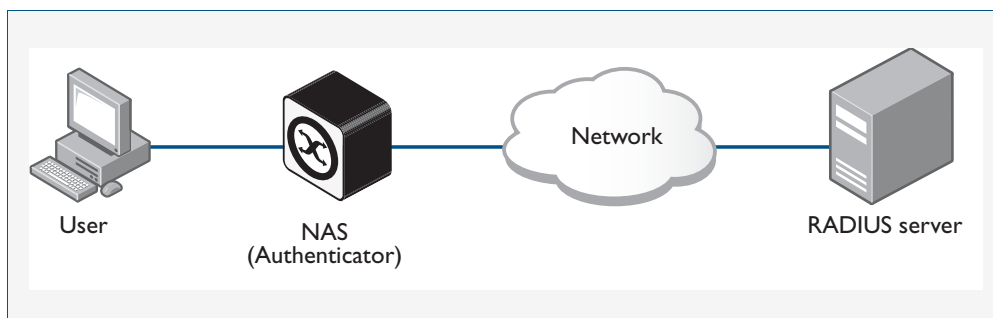 User
NAS
(Authenticator)
Network
RADIUS server